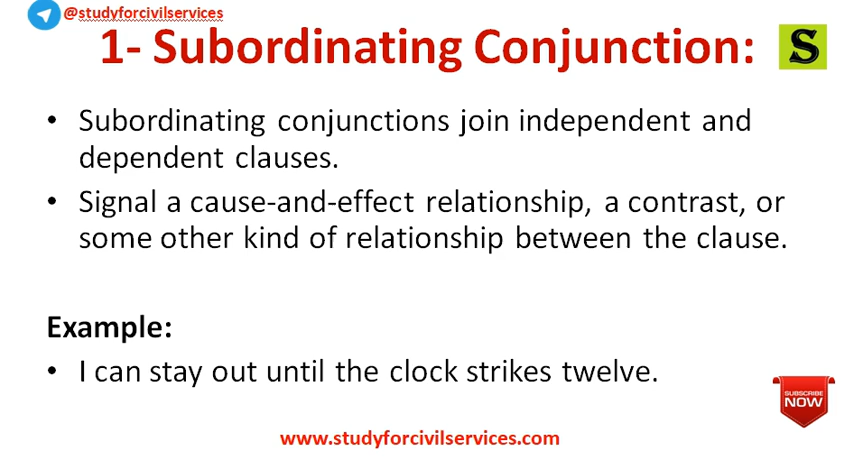 @studyforcivilservices
1- Subordinating Conjunction:
S
• Subordinating conjunctions join independent and
dependent clauses.
• Signal a cause-and-effect relationship, a contrast, or
some other kind of relationship between the clause.
Example:
• I can stay out until the clock strikes twelve.
SUBSCRIBE
NOW
www.studyforcivilservices.com